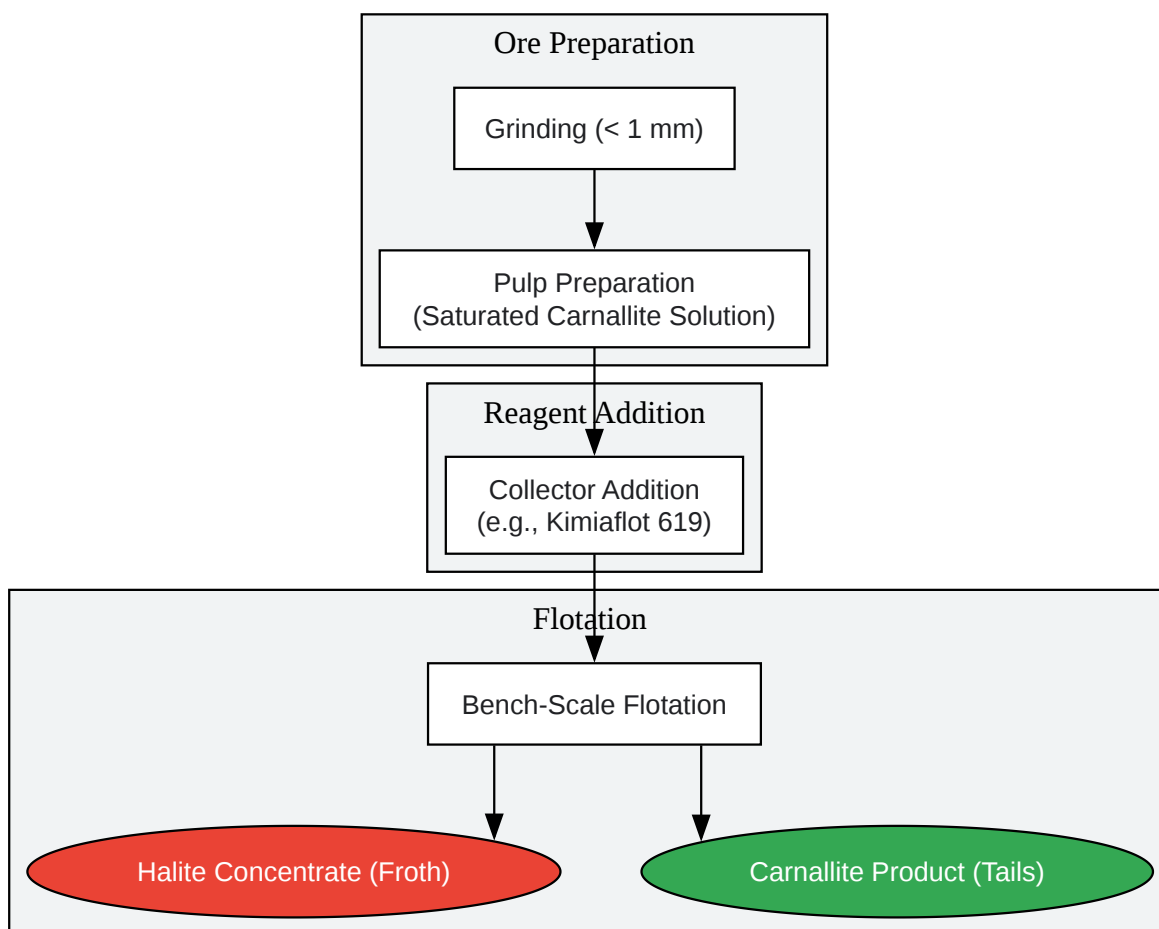 Ore Preparation
Grinding (< 1 mm)
Pulp Preparation
(Saturated Carnallite Solution)
Reagent Addition
Collector Addition
(e.g., Kimiaflot 619)
Flotation
Bench-Scale Flotation
Halite Concentrate (Froth)
Carnallite Product (Tails)